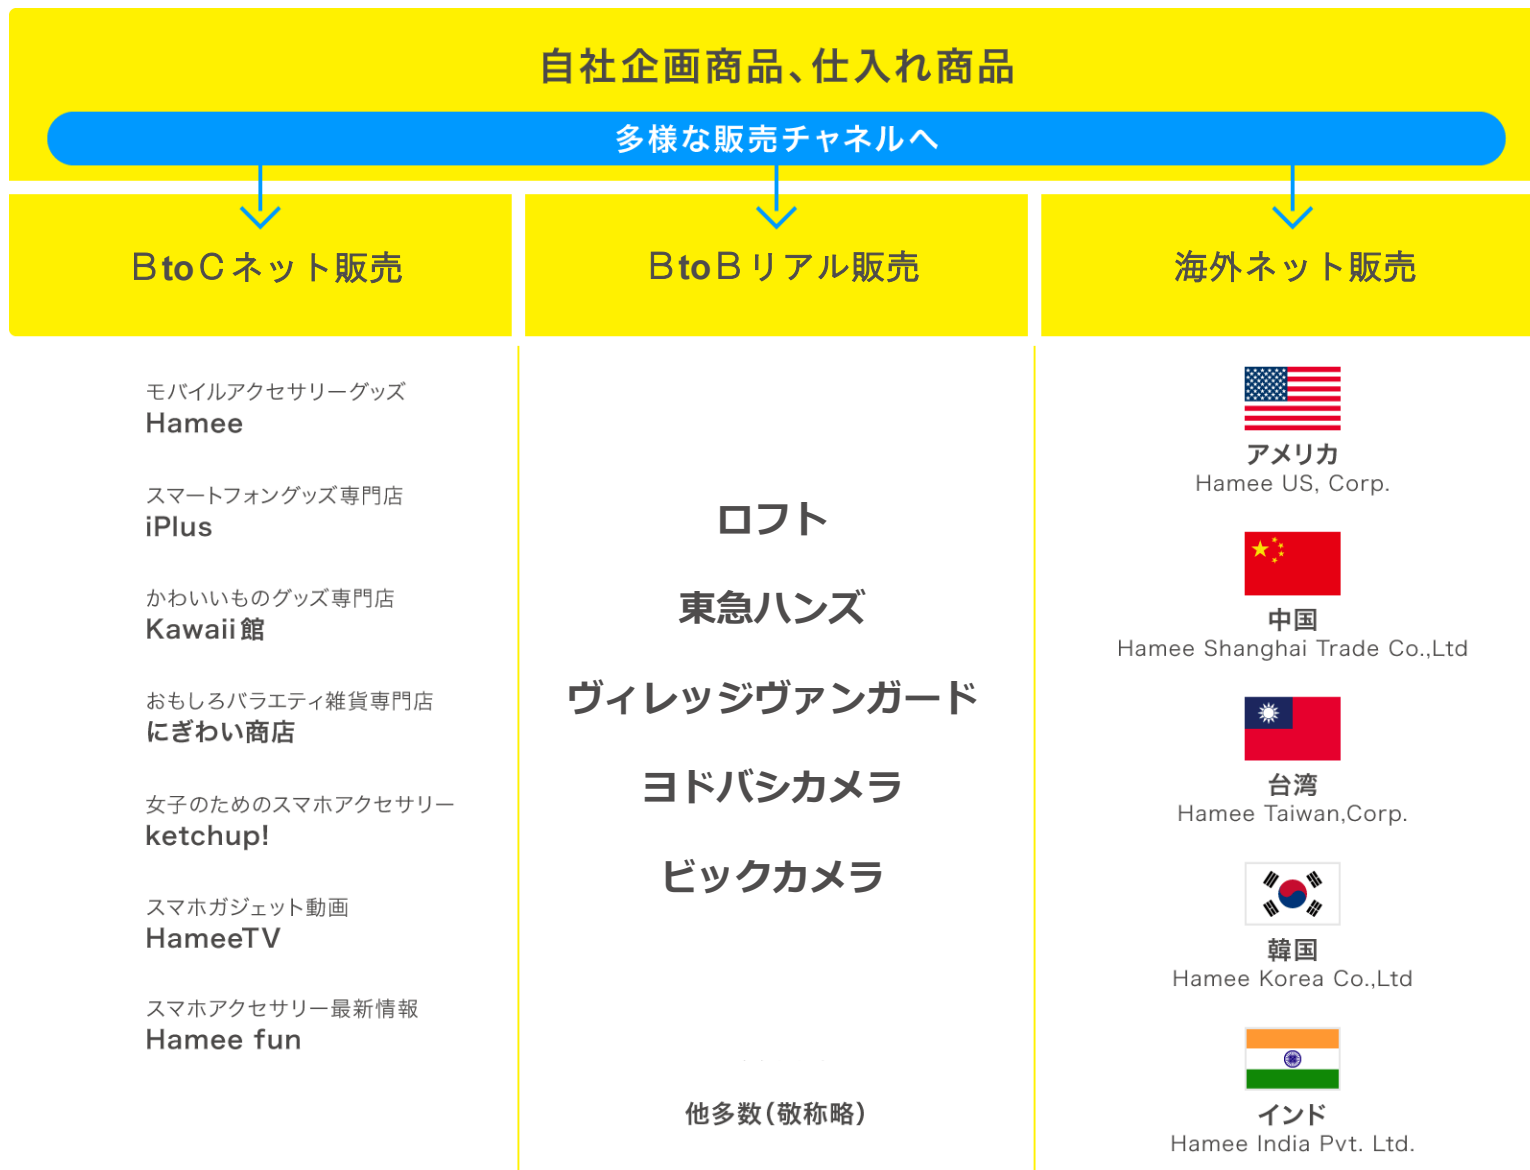 自社企画商品、仕入れ商品
多様な販売チャネルへ
BtoCネット販売
モバイルアクセサリーグッズ
Hamee
スマートフォングッズ専門店
iPlus
かわいいものグッズ専門店
Kawaii館
おもしろバラエティ雑貨専門店
にぎわい商店
女子のためのスマホアクセサリー
ketchup!
スマホガジェット動画
HameeTV
スマホアクセサリー最新情報
Hamee fun
BtoBリアル販売
ロフト
東急ハンズ
ヴィレッジヴァンガード
ヨドバシカメラ
ビックカメラ
他多数(敬称略)
海外ネット販売
アメリカ
Hamee US, Corp.
中国
Hamee Shanghai Trade Co.,Ltd
台湾
Hamee Taiwan,Corp.
韓国
Hamee Korea Co.,Ltd
インド
Hamee India Pvt. Ltd.